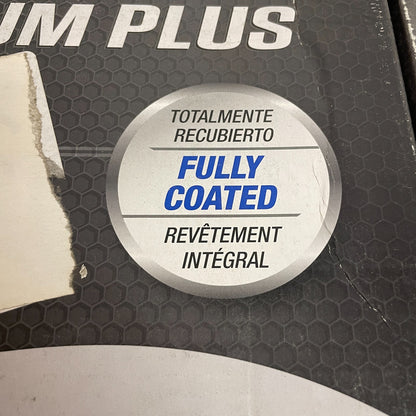 UM PLUS
TOTALMENTE
RECUBIERTO
FULLY
COATED
REVÊTEMENT
INTÉGRAL